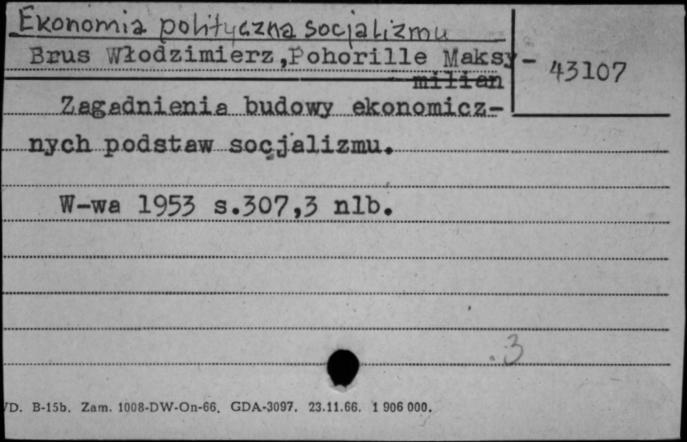 Ekonomia polityczna socjalizmu
Brus Włodzimierz,Pohorille Maksy-
milian
43107
Zagadnienia budowy ekonomicz-
nych podstaw socjalizmu.
W-wa 1953 s.307,3 nlb.
3
D. B-15b. Zam. 1008-DW-On-66. GDA-3097. 23.11.66. 1 906 000.